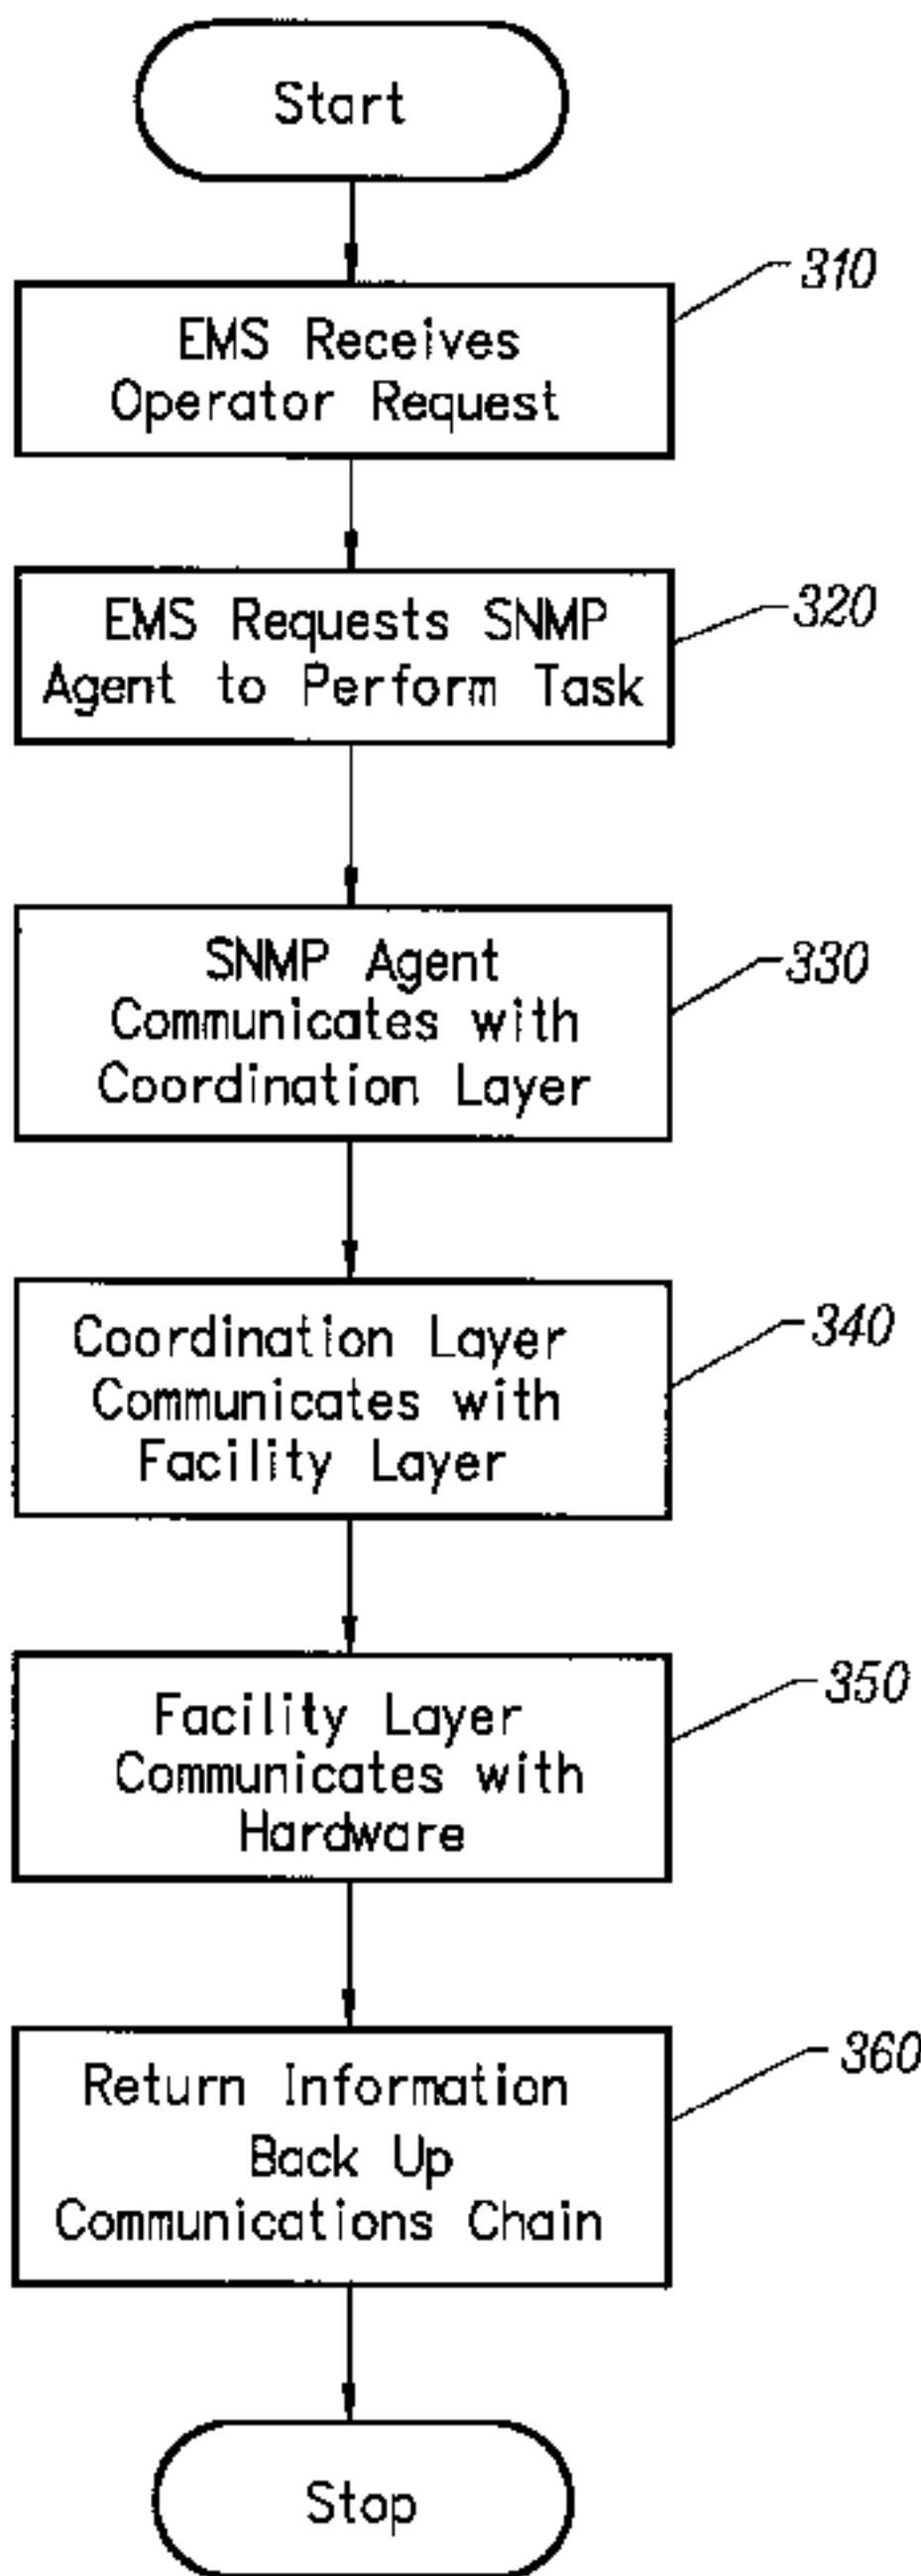 Start
310
EMS Receives
Operator Request
320
EMS Requests SNMP
Agent to Perform Task
330
SNMP Agent
Communicates with
Coordination Layer
340
Coordination Layer
Communicates with
Facility Layer
350
Facility Layer
Communicates with
Hardware
360
Return Information
Back Up
Communications Chain
Stop